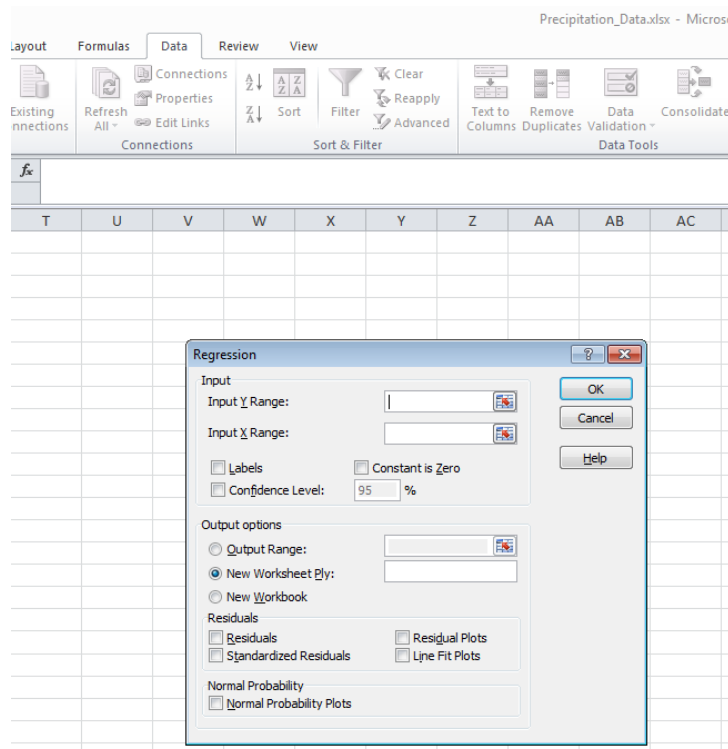 Precipitation_Data.xlsx - Micros
Layout Formulas Data Review View
Existing
nnections
Refresh
All
Connections
Properties
Edit Links
Connections
A
Z
Z
A
A Z
Z A
Sort
Filter
Clear
Reapply
Advanced
Sort & Filter
Text to
Columns
Remove
Duplicates
Data
Validation
Consolidate
Data Tools
fx
T U V W X Y Z AA AB AC
Regression
?
Input
Input Y Range:
Input X Range:
Labels
Constant is Zero
Confidence Level: 95 %
OK
Cancel
Help
Output options
Output Range:
New Worksheet Ply:
New Workbook
Residuals
Residuals
Residual Plots
Standardized Residuals
Line Fit Plots
Normal Probability
Normal Probability Plots